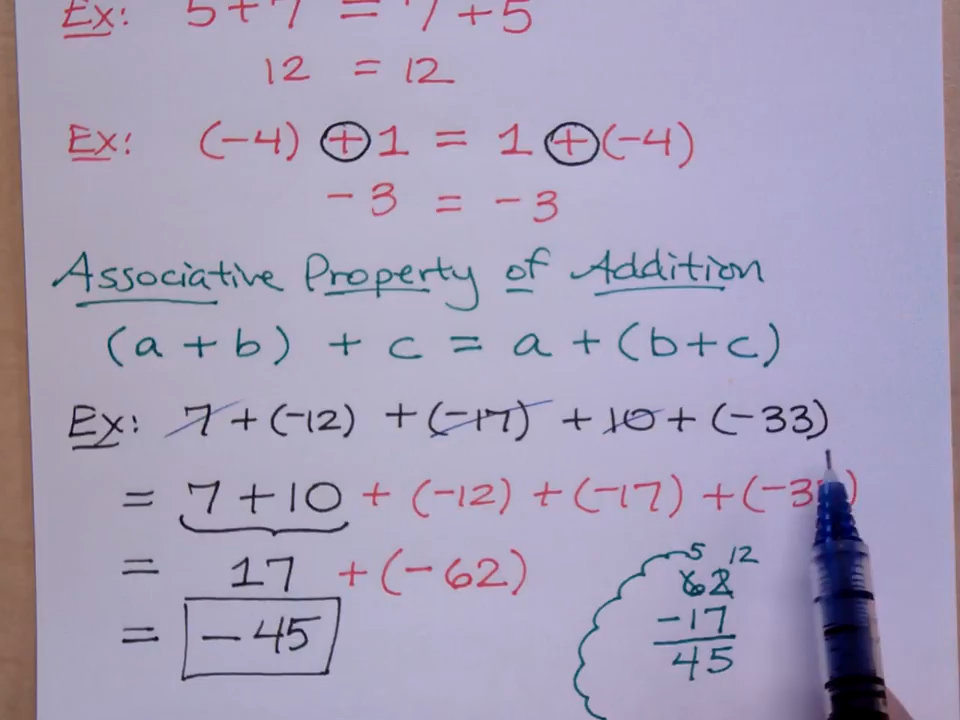 Ex: 5+7 = 7+5
12 = 12
Ex: (-4) + 1 = 1 + (-4)
-3 = -3
Associative Property of Addition
(a + b) + c = a + (b+c)
Ex: 7 + (-12) + (-17) + 10 + (-33)
= 7 + 10 + (-12) + (-17) + (-3 )
= 17 + (-62)
= -45
5 12
62
-17
45